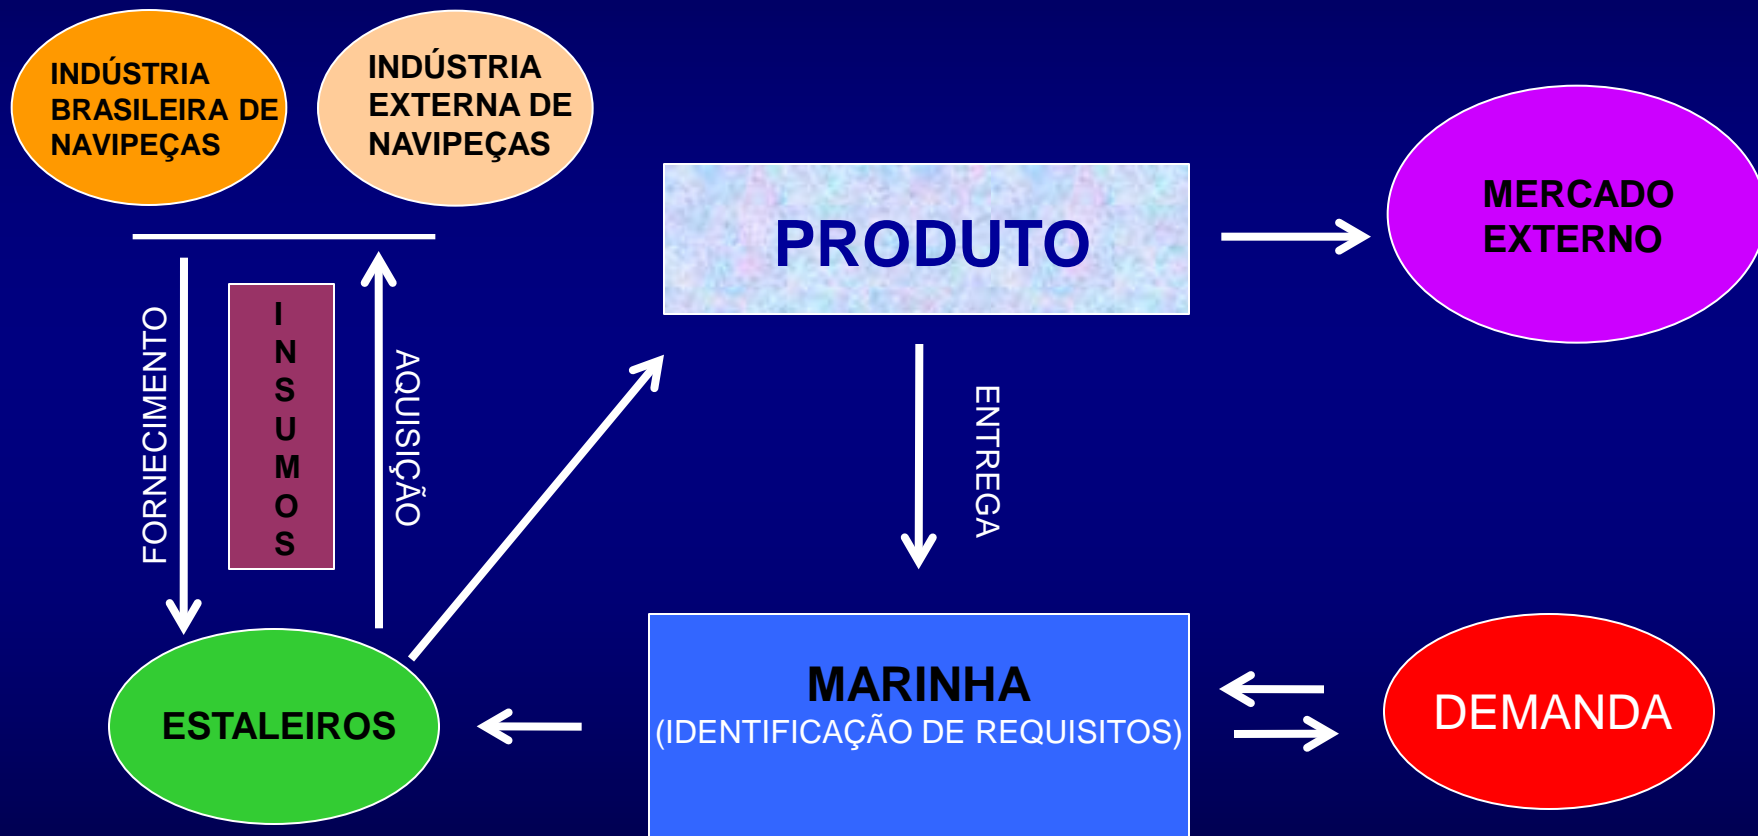 INDÚSTRIA
BRASILEIRA DE
NAVIPEÇAS
INDÚSTRIA
EXTERNA DE
NAVIPEÇAS
PRODUTO
MERCADO
EXTERNO
FORNECIMENTO
I
N
S
U
M
O
S
AQUISIÇÃO
ENTREGA
ESTALEIROS
MARINHA
(IDENTIFICAÇÃO DE REQUISITOS)
DEMANDA